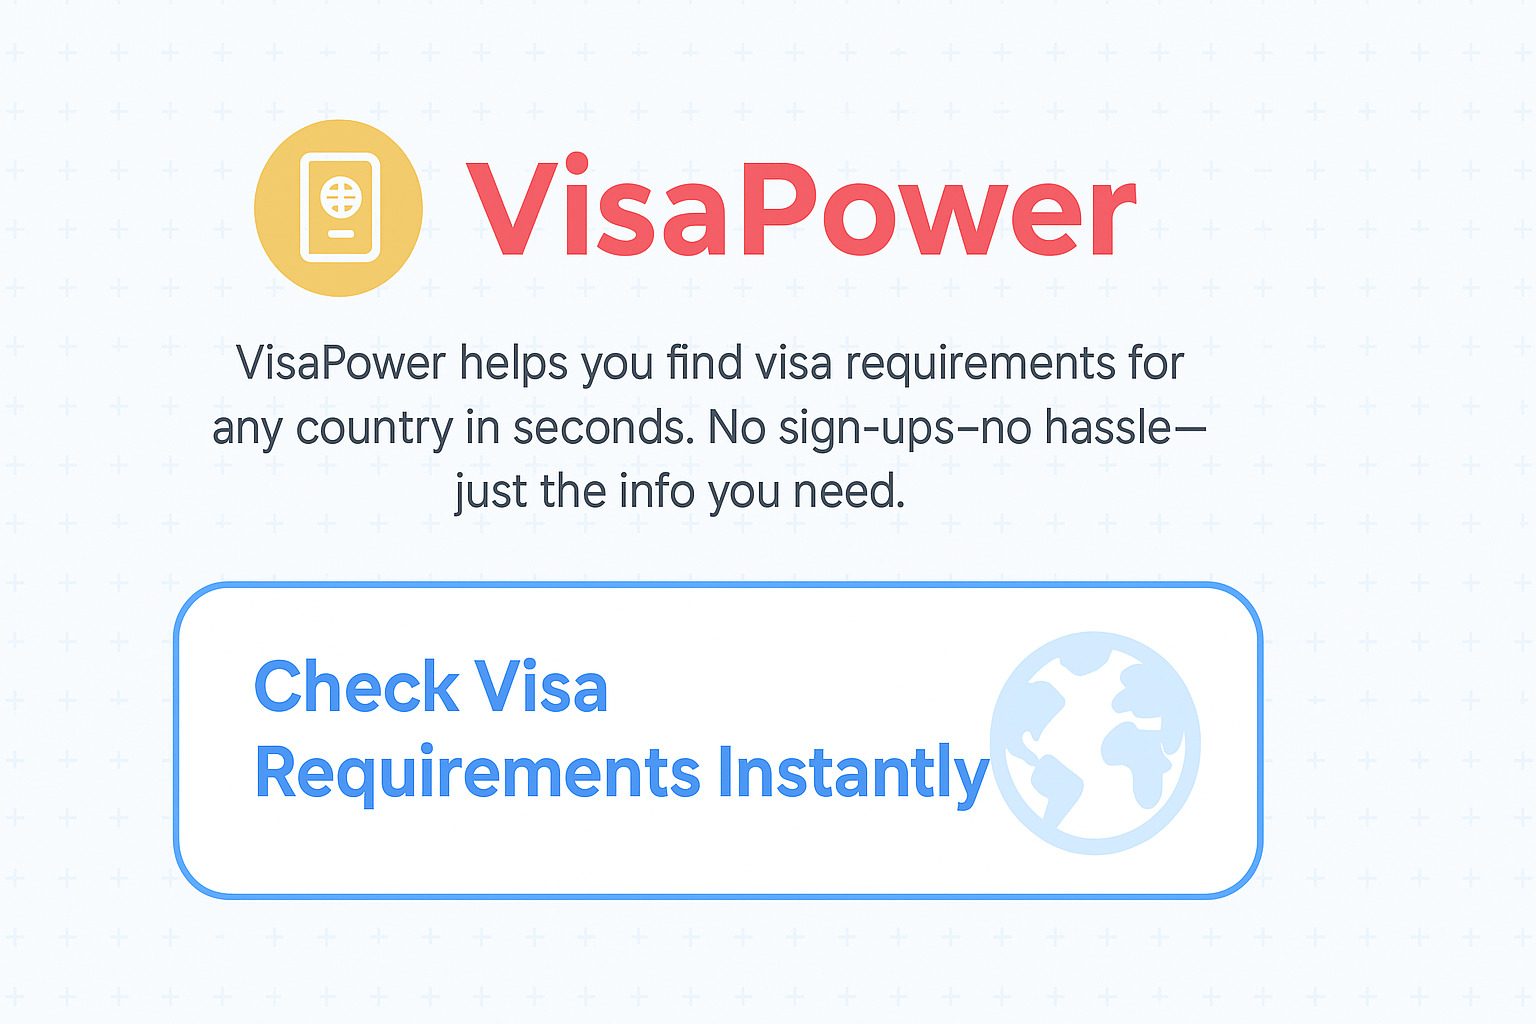 VisaPower
VisaPower helps you find visa requirements for
any country in seconds. No sign-ups–no hassle—
just the info you need.
Check Visa
Requirements Instantly